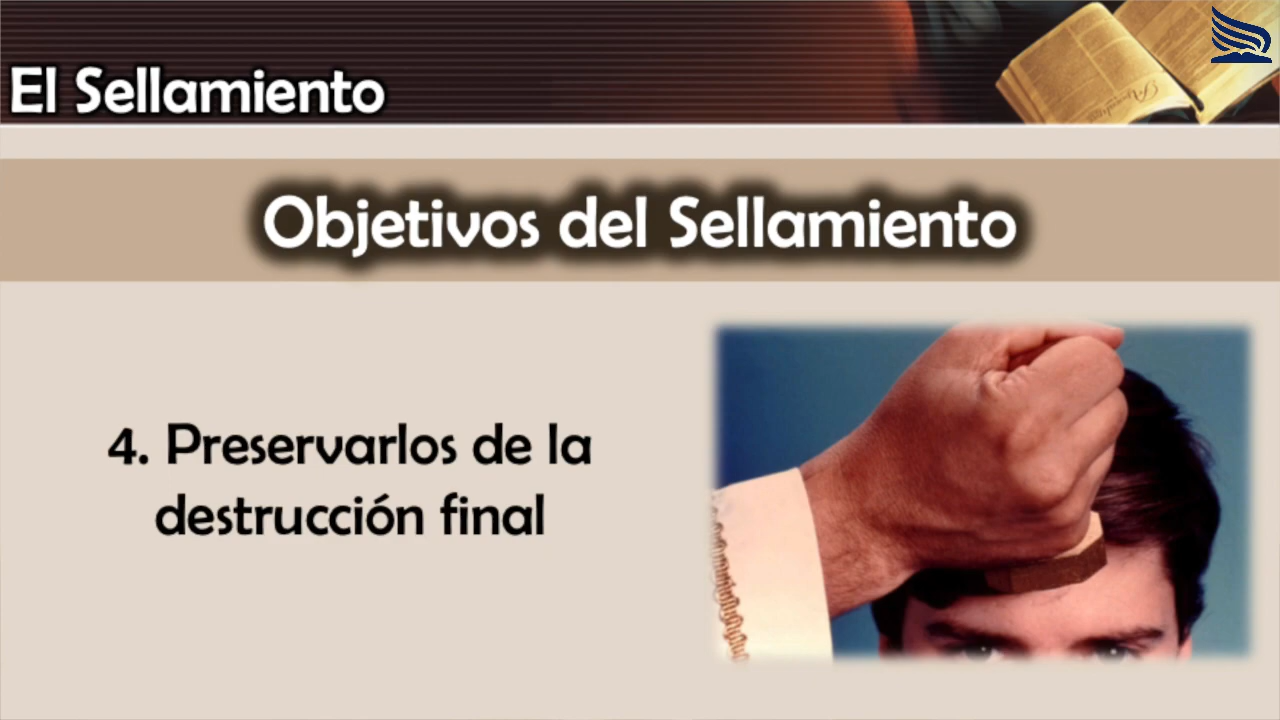 El Sellamiento
Objetivos del Sellamiento
4. Preservarlos de la
destrucción final